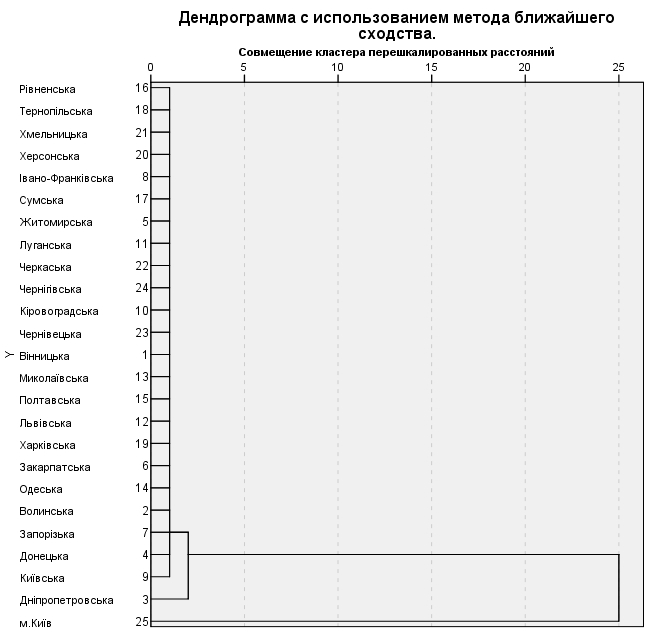 Дендрограмма с использованием метода ближайшего
сходства.
Совмещение кластера перешкалированных расстояний
0 5 10 15 20 25
Рівненська 16
Тернопільська 18
Хмельницька 21
Херсонська 20
Івано-Франківська 8
Сумська 17
Житомирська 5
Луганська 11
Черкаська 22
Чернігівська 24
Кіровоградська 10
Чернівецька 23
Y
Вінницька 1
Миколаївська 13
Полтавська 15
Львівська 12
Харківська 19
Закарпатська 6
Одеська 14
Волинська 2
Запорізька 7
Донецька 4
Київська 9
Дніпропетровська 3
м.Київ 25